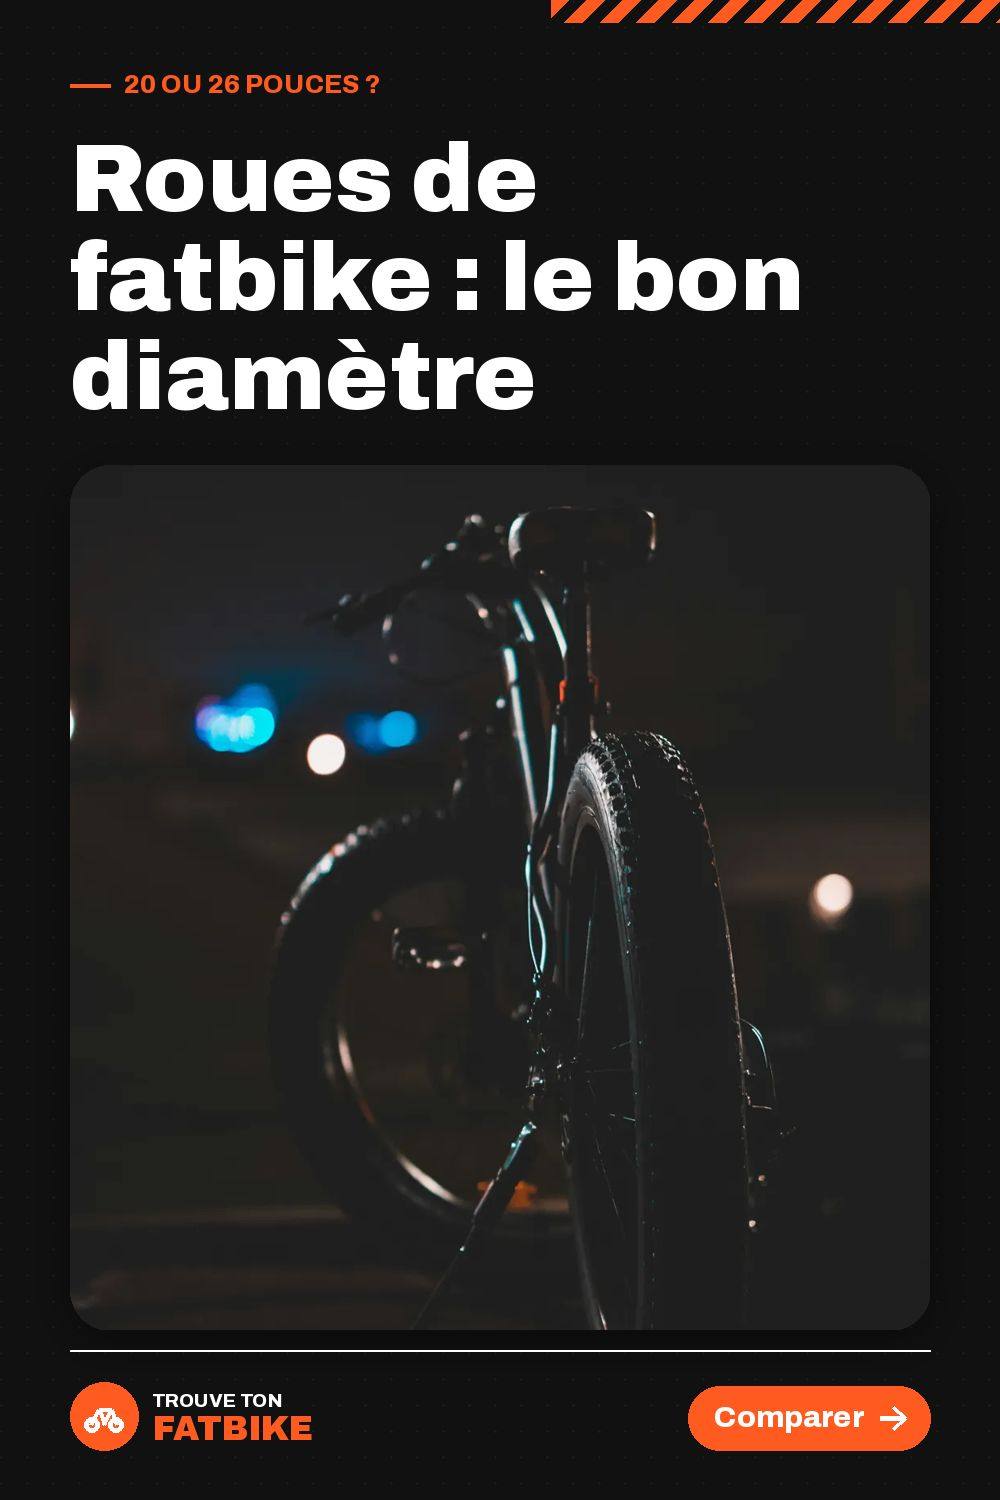 20 OU 26 POUCES ?
Roues de
fatbike : le bon
diamètre
TROUVE TON
FATBIKE
Comparer